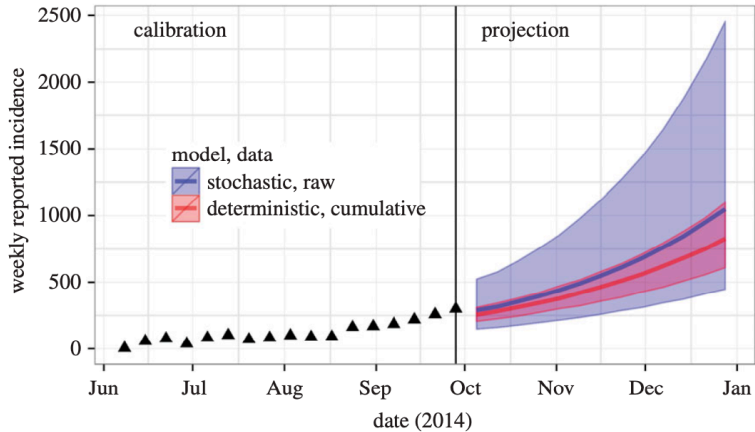 calibration
projection
2500
2000
1500
1000
500
0
weekly reported incidence
model, data
stochastic, raw
deterministic, cumulative
Jun Jul Aug Sep Oct Nov Dec Jan
date (2014)